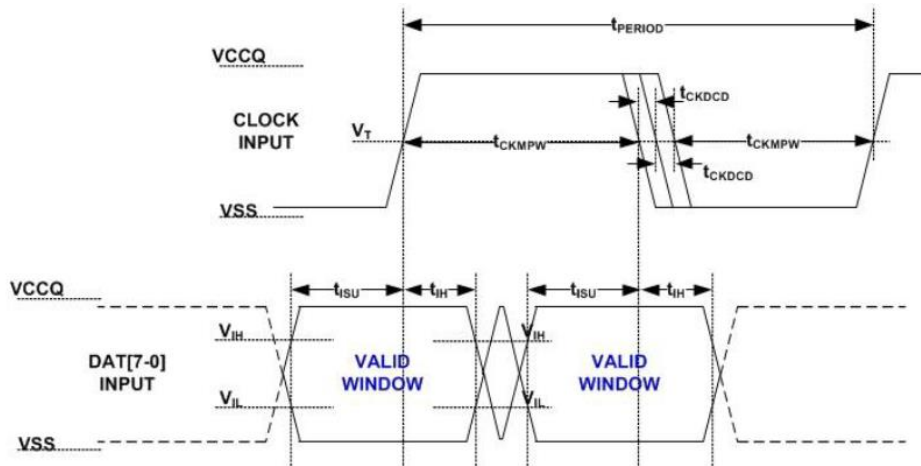 tPERIOD
VCCQ
tCKDCD
CLOCK
INPUT
VT
tCKMPW
tCKMPW
tCKDCD
VSS
VCCQ
tISU
tIH
tISU
tIH
VIH
VIH
DAT[7-0]
INPUT
VALID
WINDOW
VALID
WINDOW
VIL
VIL
VSS